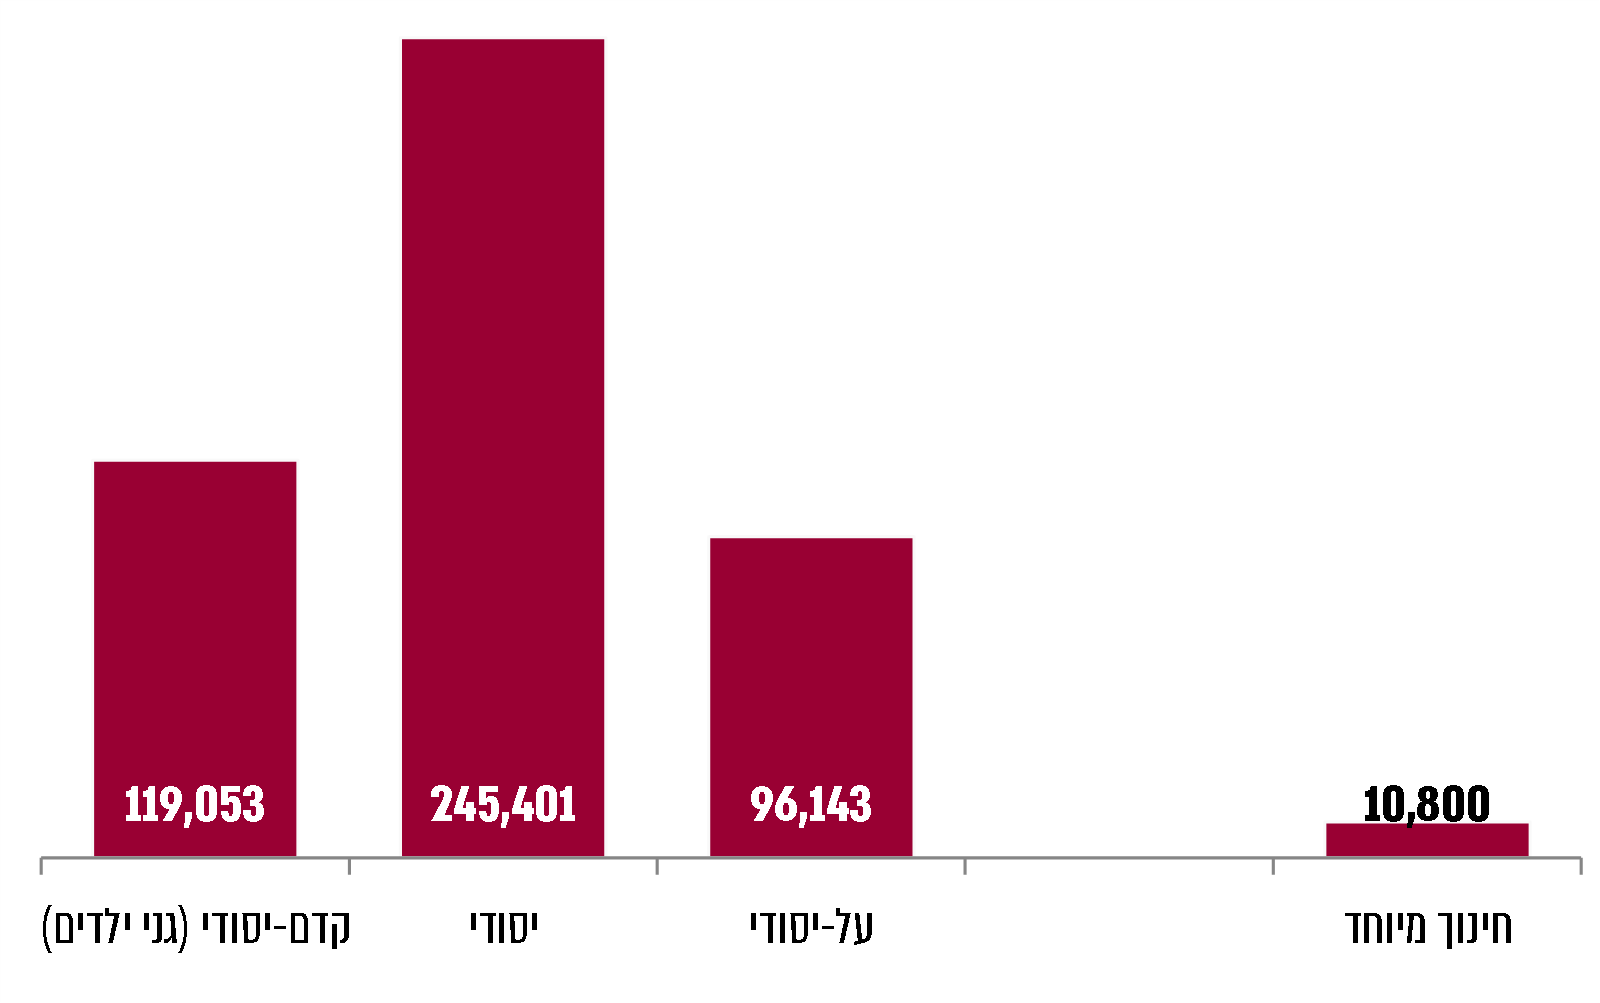 119,053
245,401
96,143
10,800
קדם-יסודי (גני ילדים)
יסודי
על-יסודי
חינוך מיוחד